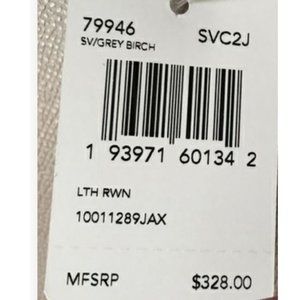 79946 SVC2J
SV/GREY BIRCH
1 93971 60134 2
LTH RWN
10011289JAX
MFSRP $328.00